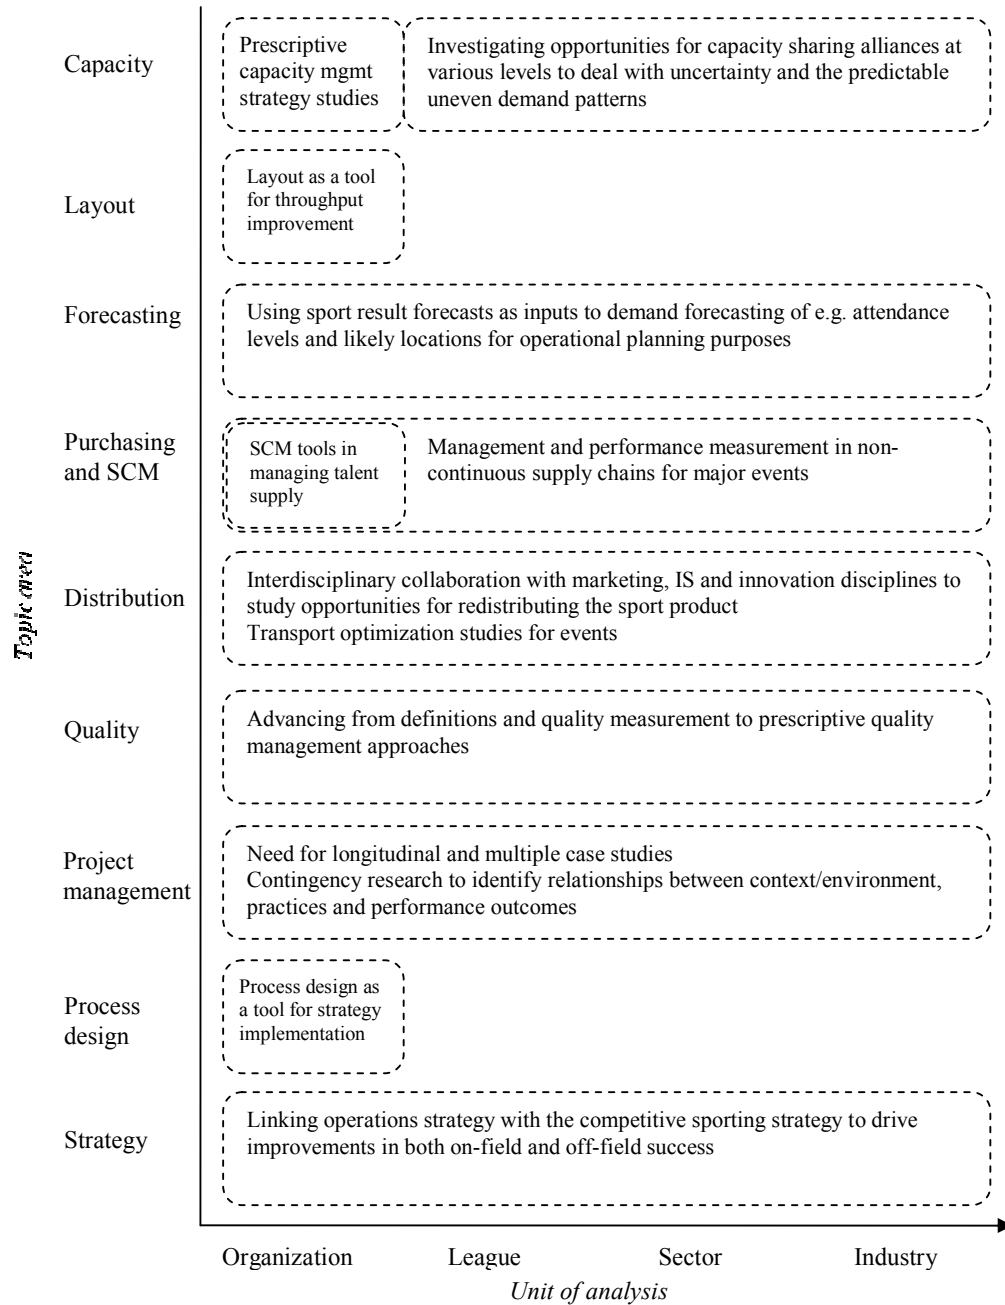 Capacity
Prescriptive
capacity mgmt
strategy studies
Investigating opportunities for capacity sharing alliances at
various levels to deal with uncertainty and the predictable
uneven demand patterns
Layout
Layout as a tool
for throughput
improvement
Forecasting
Using sport result forecasts as inputs to demand forecasting of e.g. attendance
levels and likely locations for operational planning purposes
Purchasing
and SCM
SCM tools in
managing talent
supply
Management and performance measurement in non-
continuous supply chains for major events
Topic area
Distribution
Interdisciplinary collaboration with marketing, IS and innovation disciplines to
study opportunities for redistributing the sport product
Transport optimization studies for events
Quality
Advancing from definitions and quality measurement to prescriptive quality
management approaches
Project
management
Need for longitudinal and multiple case studies
Contingency research to identify relationships between context/environment,
practices and performance outcomes
Process
design
Process design as
a tool for strategy
implementation
Strategy
Linking operations strategy with the competitive sporting strategy to drive
improvements in both on-field and off-field success
Organization League Sector Industry
Unit of analysis